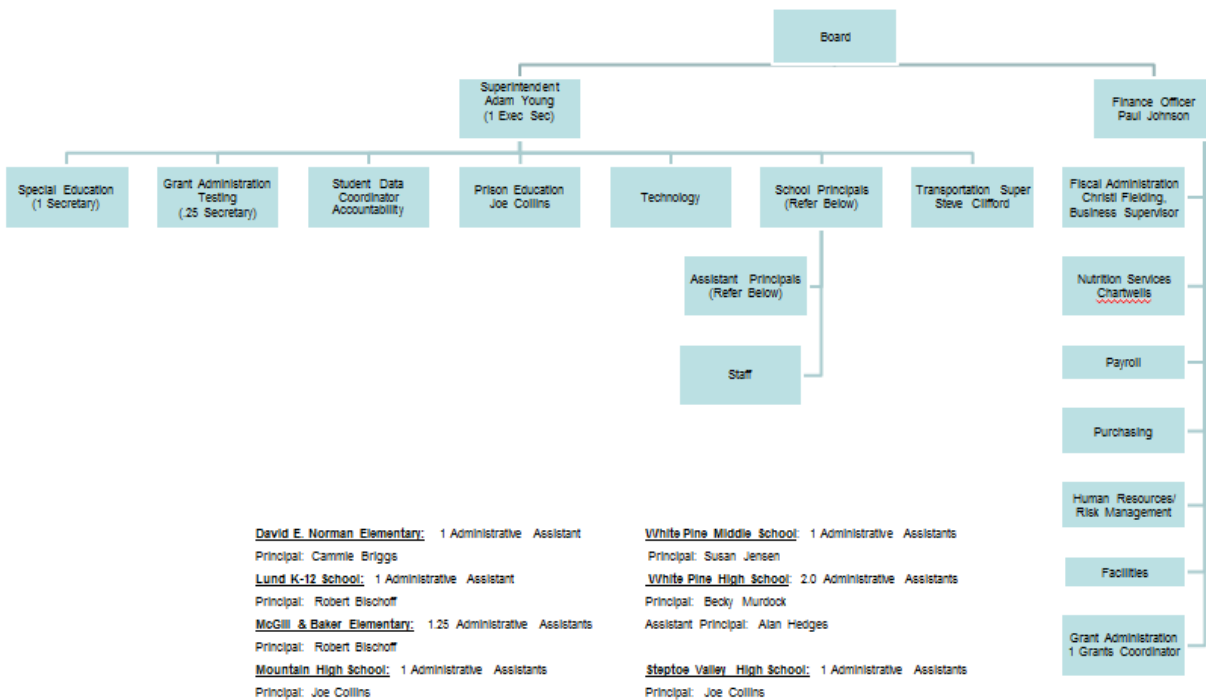 Board
Superintendent
Adam Young
(1 Exec Sec)
Finance Officer
Paul Johnson
Special Education
(1 Secretary)
Grant Administration
Testing
(.25 Secretary)
Student Data
Coordinator
Accountability
Prison Education
Joe Collins
Technology
School Principals
(Refer Below)
Transportation Super
Steve Clifford
Fiscal Administration
Christi Fielding,
Business Supervisor
Assistant Principals
(Refer Below)
Nutrition Services
Chartwells
Staff
Payroll
Purchasing
Human Resources/
Risk Management
Facilities
Grant Administration
1 Grants Coordinator
David E. Norman Elementary: 1 Administrative Assistant
Principal: Cammie Briggs
Lund K-12 School: 1 Administrative Assistant
Principal: Robert Bischoff
McGill & Baker Elementary: 1.25 Administrative Assistants
Principal: Robert Bischoff
Mountain High School: 1 Administrative Assistants
Principal: Joe Collins
White Pine Middle School: 1 Administrative Assistants
Principal: Susan Jensen
White Pine High School: 2.0 Administrative Assistants
Principal: Becky Murdock
Assistant Principal: Alan Hedges
Steptoe Valley High School: 1 Administrative Assistants
Principal: Joe Collins